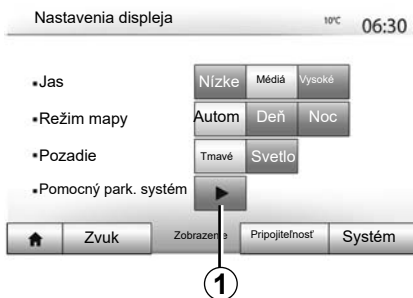 Nastavenia displeja 10°C 06:30
▪Jas Nízke Médiá Vysoké
▪Režim mapy Autom Deň Noc
▪Pozadie Tmavé Svetlo
▪Pomocný park. systém
Zvuk Zobrazenie Pripojiteľnosť Systém
1